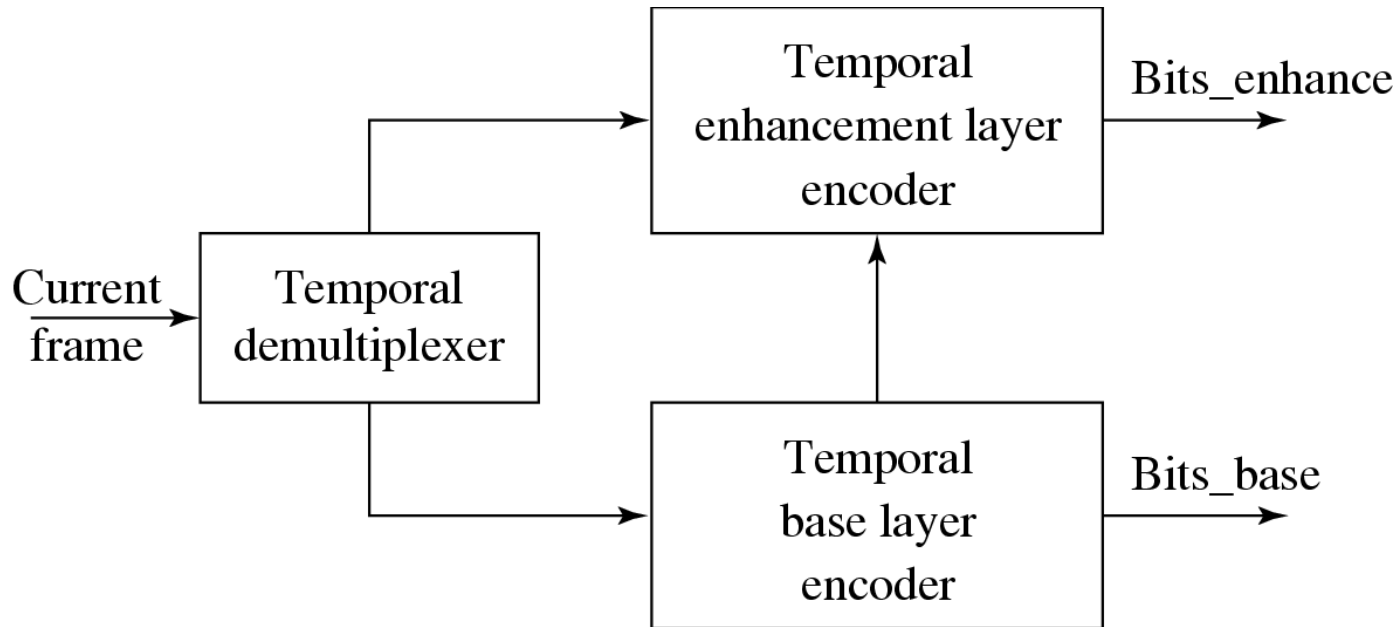 Temporal
enhancement layer
encoder
Bits_enhance
Current
frame
Temporal
demultiplexer
Temporal
base layer
encoder
Bits_base